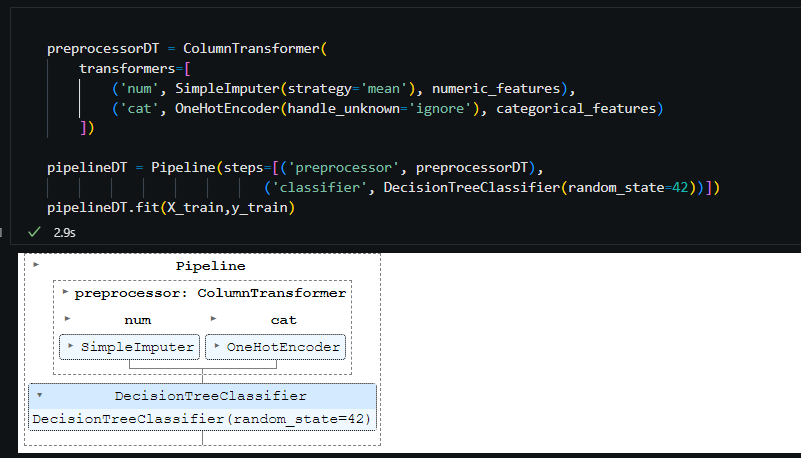 preprocessorDT = ColumnTransformer(
    transformers=[
        ('num', SimpleImputer(strategy='mean'), numeric_features),
        ('cat', OneHotEncoder(handle_unknown='ignore'), categorical_features)
    ])
pipelineDT = Pipeline(steps=[('preprocessor', preprocessorDT),
                           ('classifier', DecisionTreeClassifier(random_state=42))])
pipelineDT.fit(X_train,y_train)
2.9s
Pipeline
preprocessor: ColumnTransformer
num cat
SimpleImputer OneHotEncoder
DecisionTreeClassifier
DecisionTreeClassifier(random_state=42)